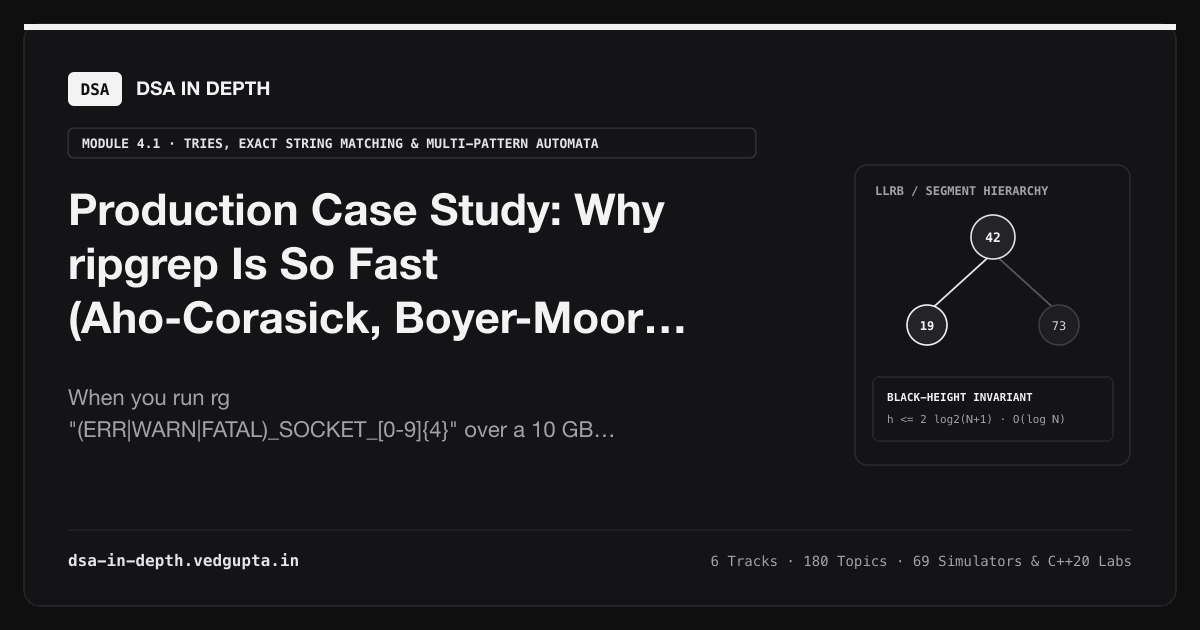 DSA DSA IN DEPTH
MODULE 4.1 · TRIES, EXACT STRING MATCHING & MULTI-PATTERN AUTOMATA
Production Case Study: Why
ripgrep Is So Fast
(Aho-Corasick, Boyer-Moor…
When you run rg
"(ERR|WARN|FATAL)_SOCKET_[0-9]{4}" over a 10 GB…
LLRB / SEGMENT HIERARCHY
42
19 73
BLACK-HEIGHT INVARIANT
h <= 2 log2(N+1) · O(log N)
dsa-in-depth.vedgupta.in
6 Tracks · 180 Topics · 69 Simulators & C++20 Labs